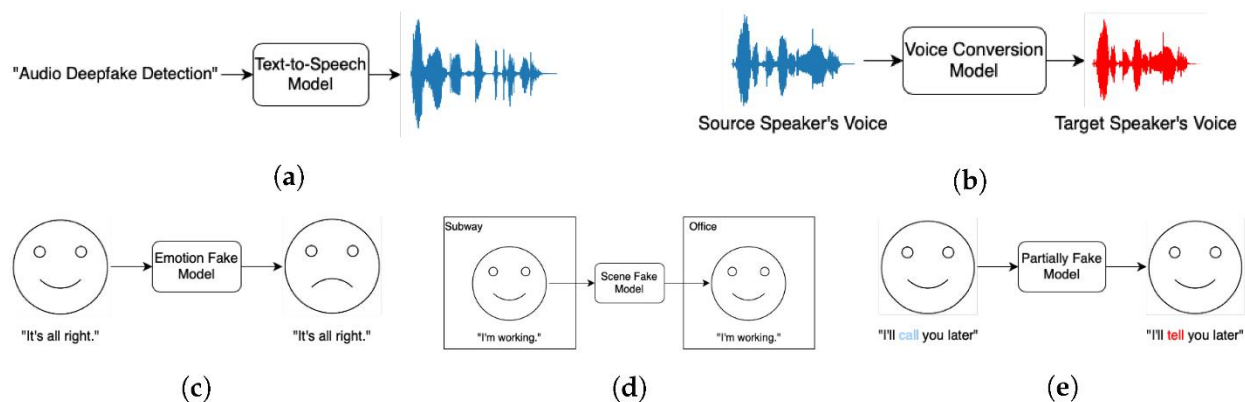 "Audio Deepfake Detection"
Text-to-Speech
Model
(a)
Voice Conversion
Model
Source Speaker's Voice
Target Speaker's Voice
(b)
Emotion Fake
Model
"It's all right."
"It's all right."
(c)
Subway
"I'm working."
Scene Fake
Model
Office
"I'm working."
(d)
Partially Fake
Model
"I'll call you later"
"I'll tell you later"
(e)